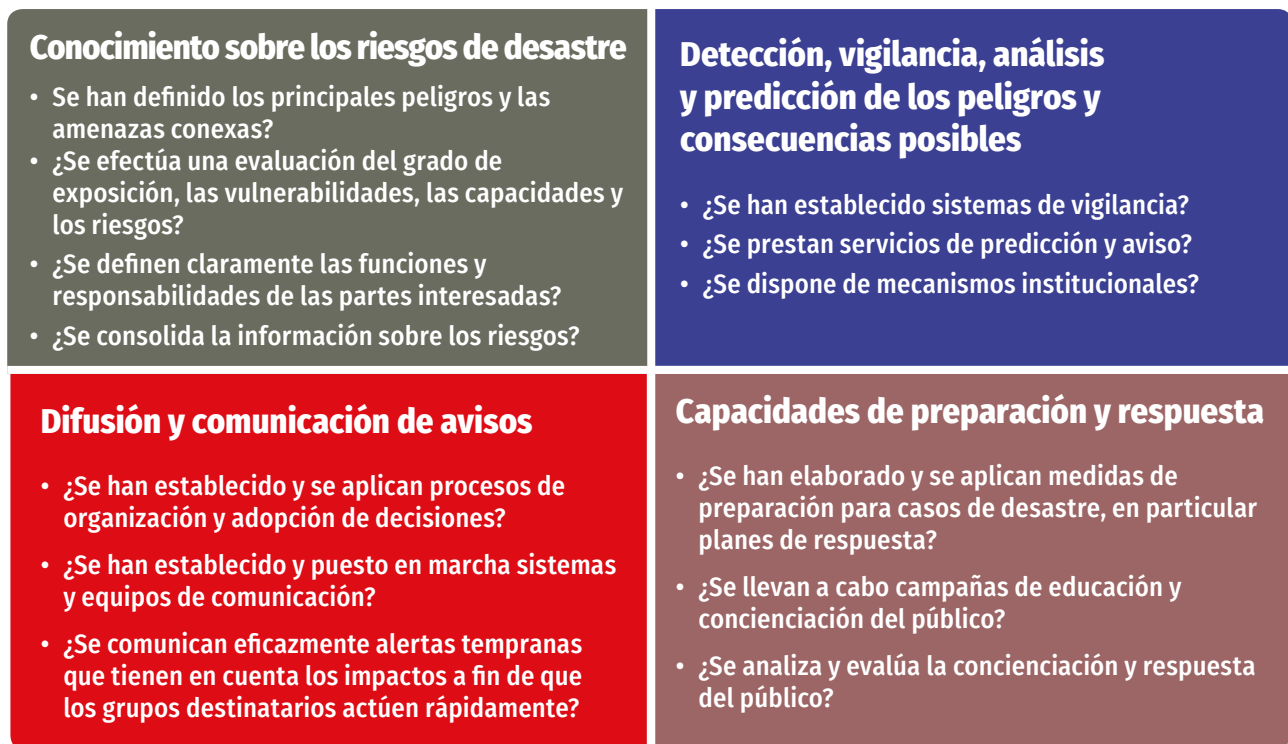 Conocimiento sobre los riesgos de desastre
• Se han definido los principales peligros y las
amenazas conexas?
• ¿Se efectúa una evaluación del grado de
exposición, las vulnerabilidades, las capacidades y
los riesgos?
• ¿Se definen claramente las funciones y
responsabilidades de las partes interesadas?
• ¿Se consolida la información sobre los riesgos?
Detección, vigilancia, análisis
y predicción de los peligros y
consecuencias posibles
• ¿Se han establecido sistemas de vigilancia?
• ¿Se prestan servicios de predicción y aviso?
• ¿Se dispone de mecanismos institucionales?
Difusión y comunicación de avisos
• ¿Se han establecido y se aplican procesos de
organización y adopción de decisiones?
• ¿Se han establecido y puesto en marcha sistemas
y equipos de comunicación?
• ¿Se comunican eficazmente alertas tempranas
que tienen en cuenta los impactos a fin de que
los grupos destinatarios actúen rápidamente?
Capacidades de preparación y respuesta
• ¿Se han elaborado y se aplican medidas de
preparación para casos de desastre, en particular
planes de respuesta?
• ¿Se llevan a cabo campañas de educación y
concienciación del público?
• ¿Se analiza y evalúa la concienciación y respuesta
del público?